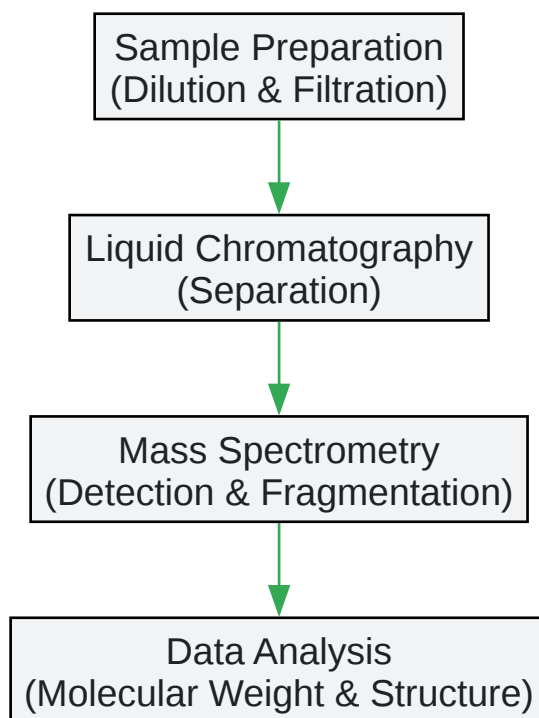 Sample Preparation
(Dilution & Filtration)
Liquid Chromatography
(Separation)
Mass Spectrometry
(Detection & Fragmentation)
Data Analysis
(Molecular Weight & Structure)